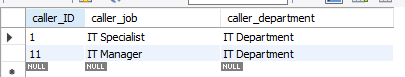 caller_ID caller_job caller_department
1 IT Specialist IT Department
11 IT Manager IT Department
NULL NULL NULL